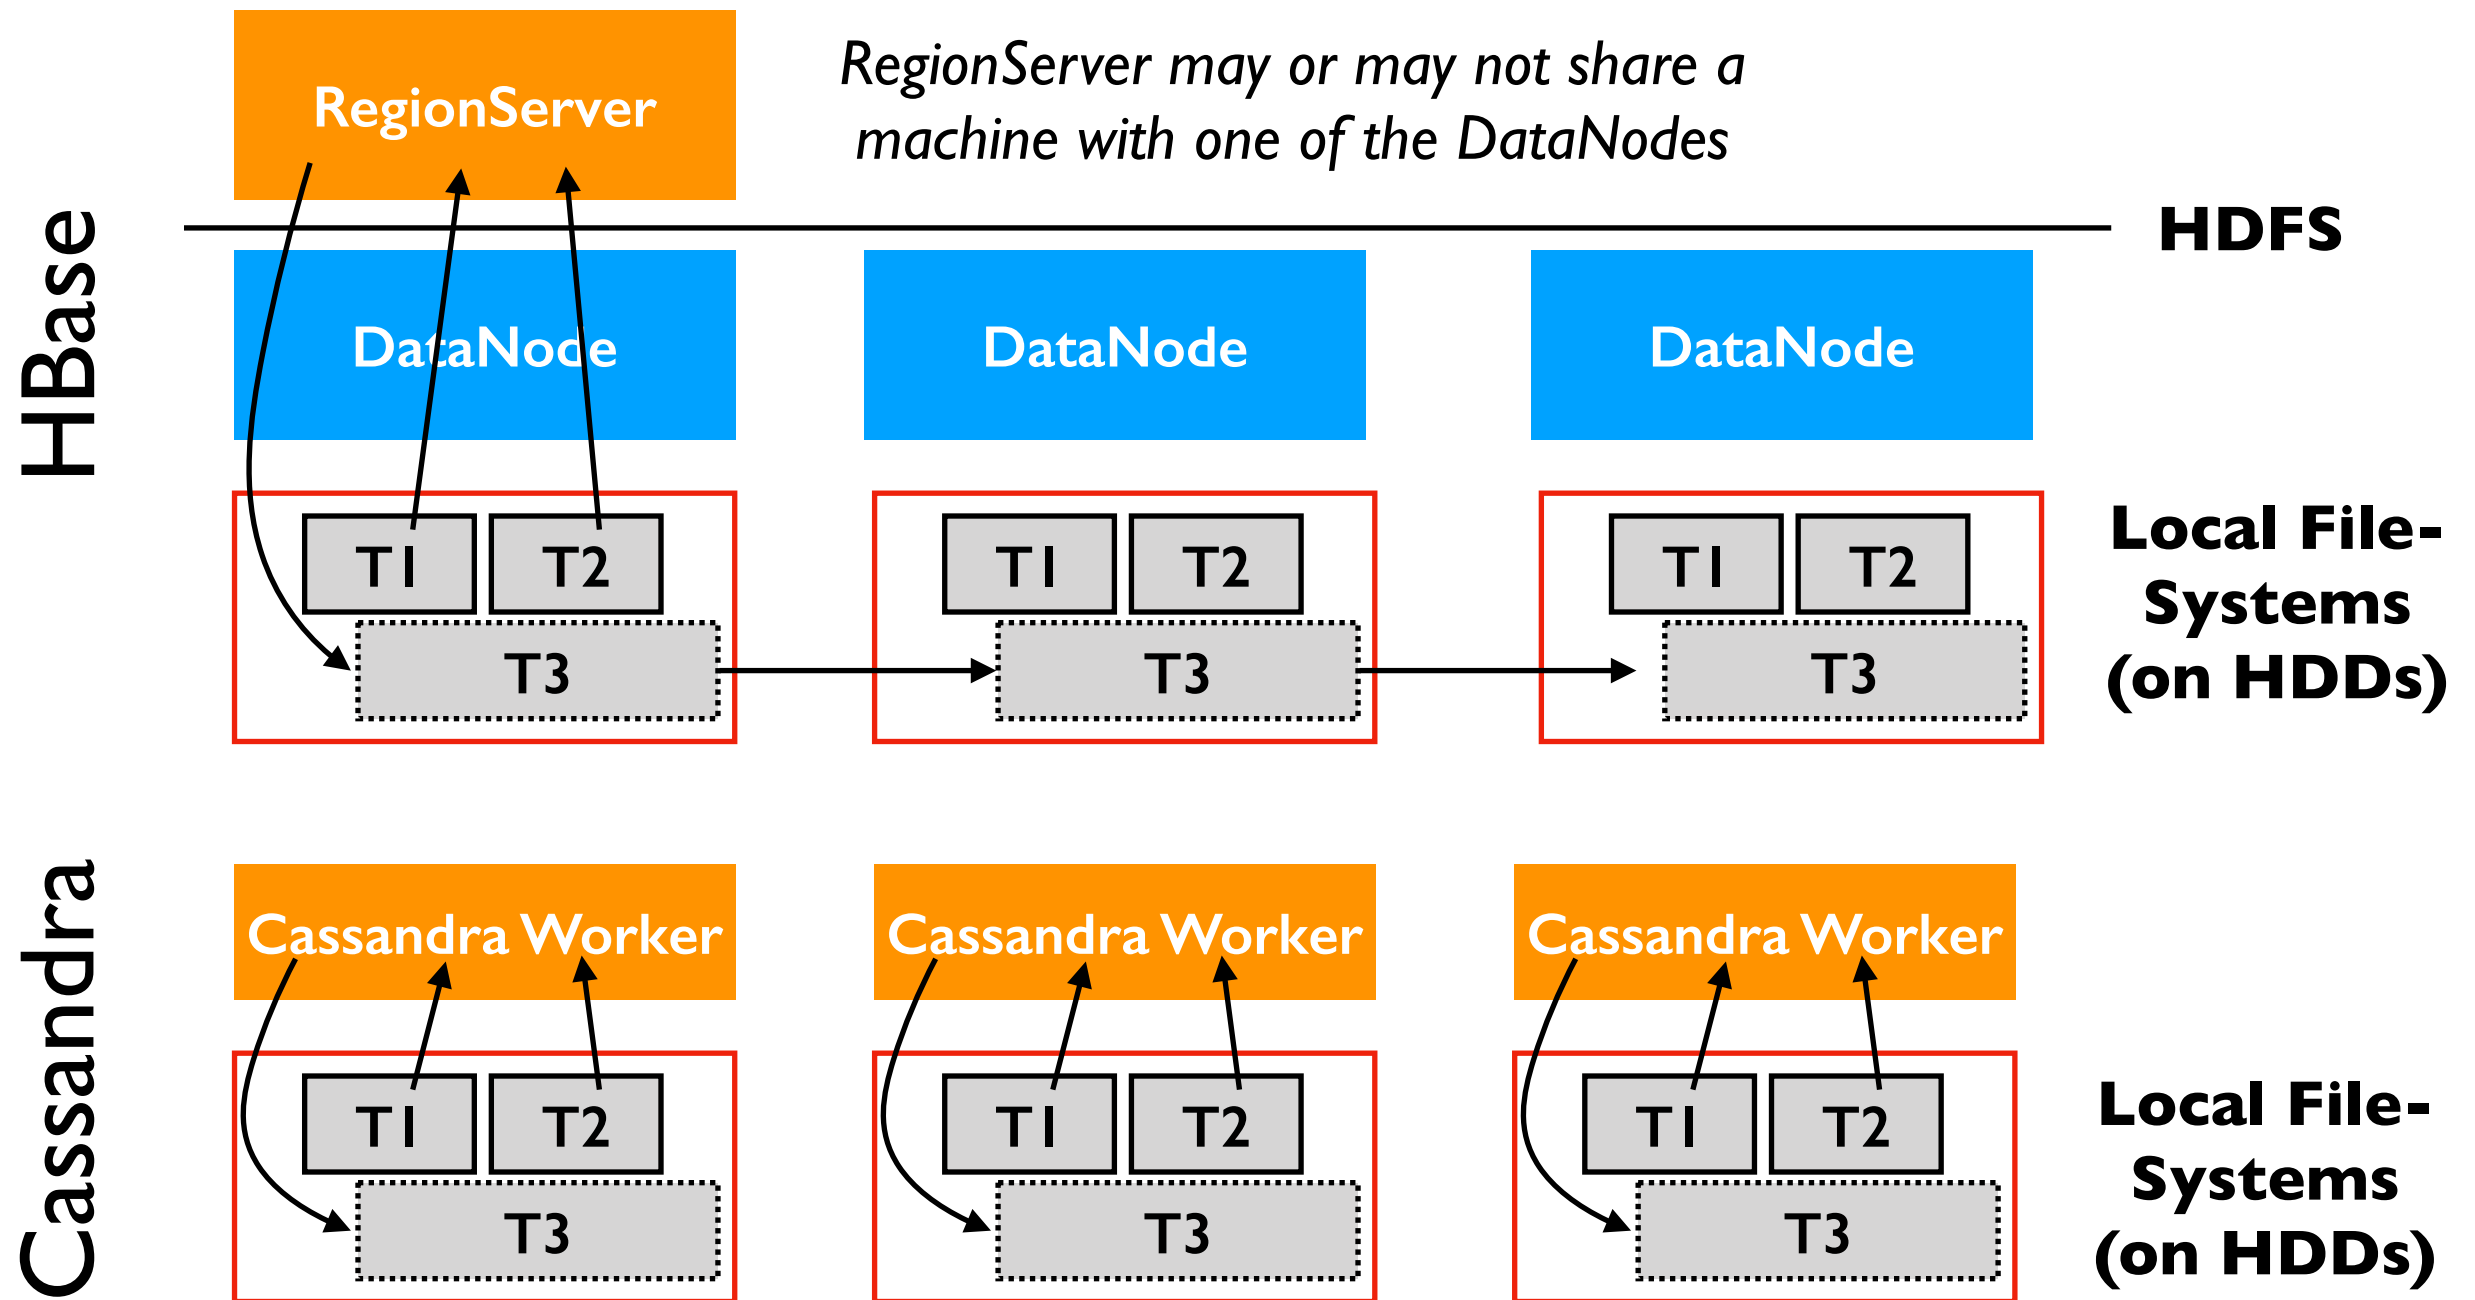 RegionServer
RegionServer may or may not share a
machine with one of the DataNodes
HBase
HDFS
DataNode
DataNode
DataNode
T1
T2
T3
T1
T2
T3
T1
T2
T3
Local File-
Systems
(on HDDs)
Cassandra
Cassandra Worker
Cassandra Worker
Cassandra Worker
T1
T2
T3
T1
T2
T3
T1
T2
T3
Local File-
Systems
(on HDDs)